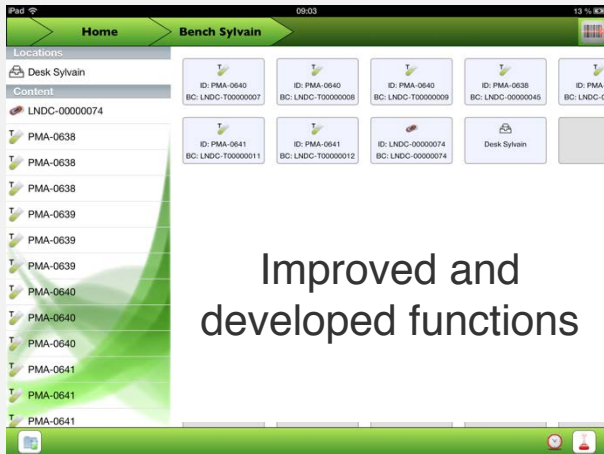 iPad 09:03 13 %
Home Bench Sylvain
Locations
Desk Sylvain
Content
LNDC-00000074
T PMA-0638
T PMA-0638
T PMA-0638
T PMA-0639
T PMA-0639
T PMA-0639
T PMA-0640
T PMA-0640
T PMA-0640
T PMA-0641
T PMA-0641
T PMA-0641
T T T T T
ID: PMA-0640 ID: PMA-0640 ID: PMA-0640 ID: PMA-0638 ID: PMA-
BC: LNDC-T00000007 BC: LNDC-T00000008 BC: LNDC-T00000009 BC: LNDC-00000045 BC: LNDC-
T T
ID: PMA-0641 ID: PMA-0641 ID: LNDC-00000074 Desk Sylvain
BC: LNDC-T00000011 BC: LNDC-T00000012 BC: LNDC-00000074
Improved and
developed functions